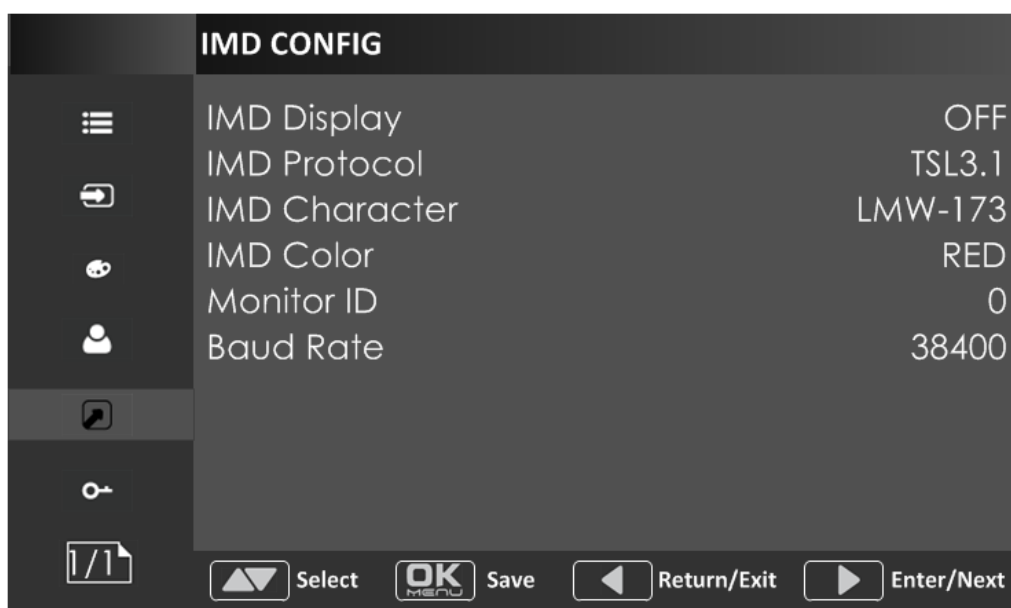 IMD CONFIG
IMD Display OFF
IMD Protocol TSL3.1
IMD Character LMW-173
IMD Color RED
Monitor ID 0
Baud Rate 38400
1/1
Select OK MENU Save Return/Exit Enter/Next